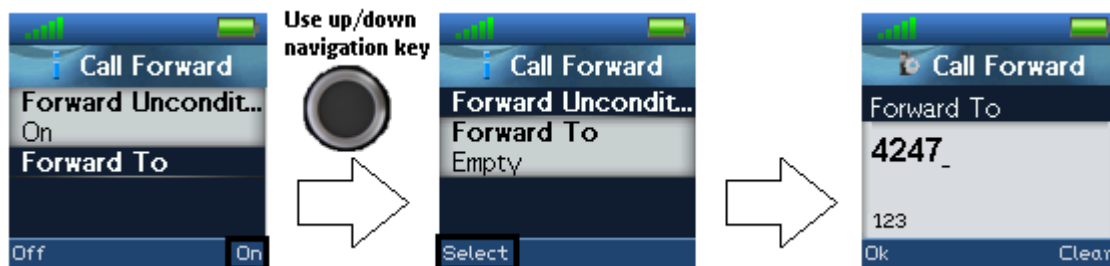 Call Forward
Forward Uncondit...
On
Forward To
Off On
Use up/down
navigation key
Call Forward
Forward Uncondit...
Forward To
Empty
Select
Call Forward
Forward To
4247_
123
Ok Clear